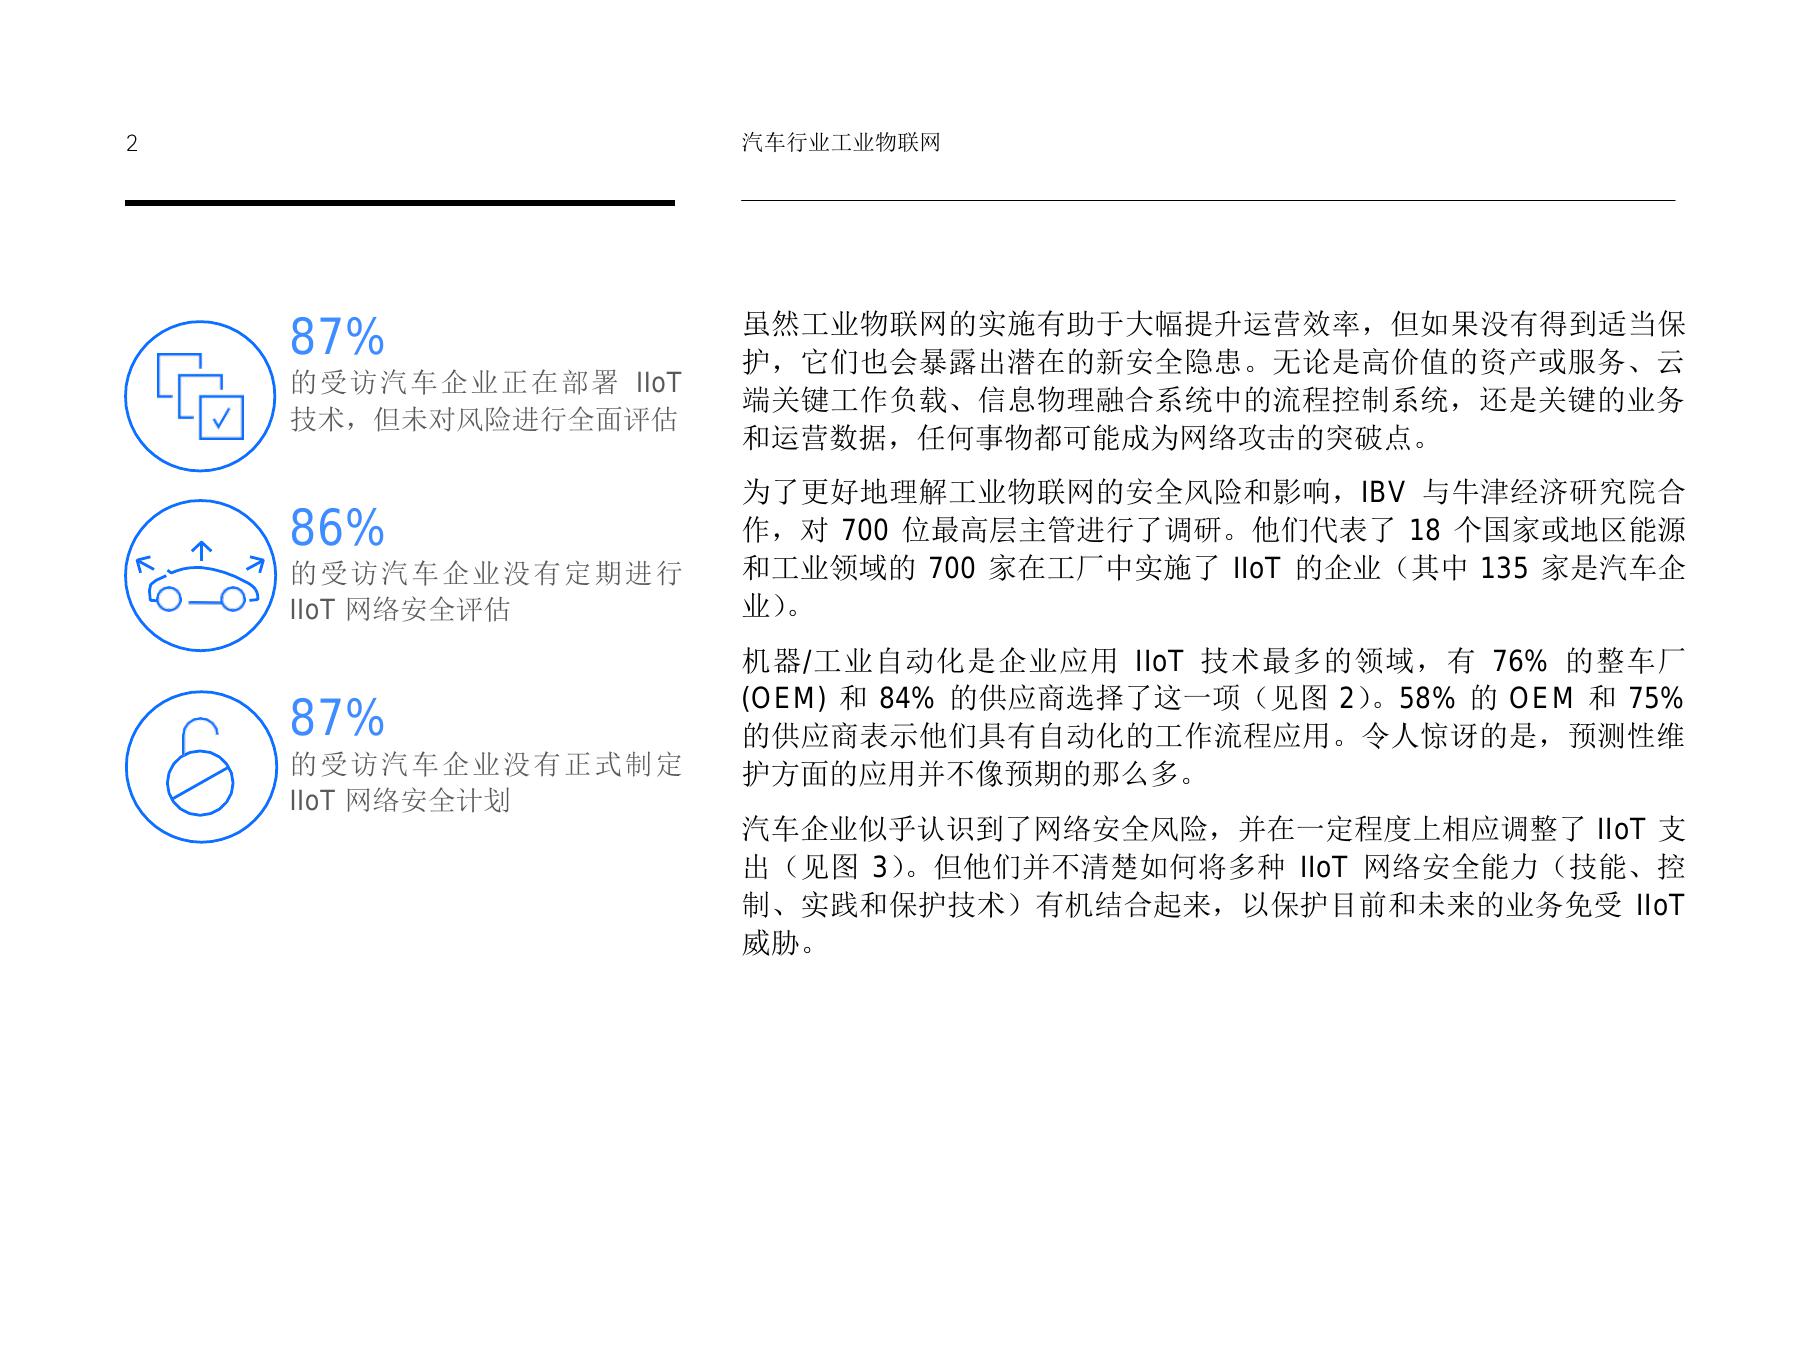 2
汽车行业工业物联网
87%
的受访汽车企业正在部署 IIoT
技术，但未对风险进行全面评估
86%
的受访汽车企业没有定期进行
IIoT 网络安全评估
87%
的受访汽车企业没有正式制定
IIoT 网络安全计划
虽然工业物联网的实施有助于大幅提升运营效率，但如果没有得到适当保
护，它们也会暴露出潜在的新安全隐患。无论是高价值的资产或服务、云
端关键工作负载、信息物理融合系统中的流程控制系统，还是关键的业务
和运营数据，任何事物都可能成为网络攻击的突破点。
为了更好地理解工业物联网的安全风险和影响，IBV 与牛津经济研究院合
作，对 700 位最高层主管进行了调研。他们代表了 18 个国家或地区能源
和工业领域的 700 家在工厂中实施了 IIoT 的企业（其中 135 家是汽车企
业）。
机器/工业自动化是企业应用 IIoT 技术最多的领域，有 76% 的整车厂
(OEM) 和 84% 的供应商选择了这一项（见图 2）。58% 的 OEM 和 75%
的供应商表示他们具有自动化的工作流程应用。令人惊讶的是，预测性维
护方面的应用并不像预期的那么多。
汽车企业似乎认识到了网络安全风险，并在一定程度上相应调整了 IIoT 支
出（见图 3）。但他们并不清楚如何将多种 IIoT 网络安全能力（技能、控
制、实践和保护技术）有机结合起来，以保护目前和未来的业务免受 IIoT
威胁。